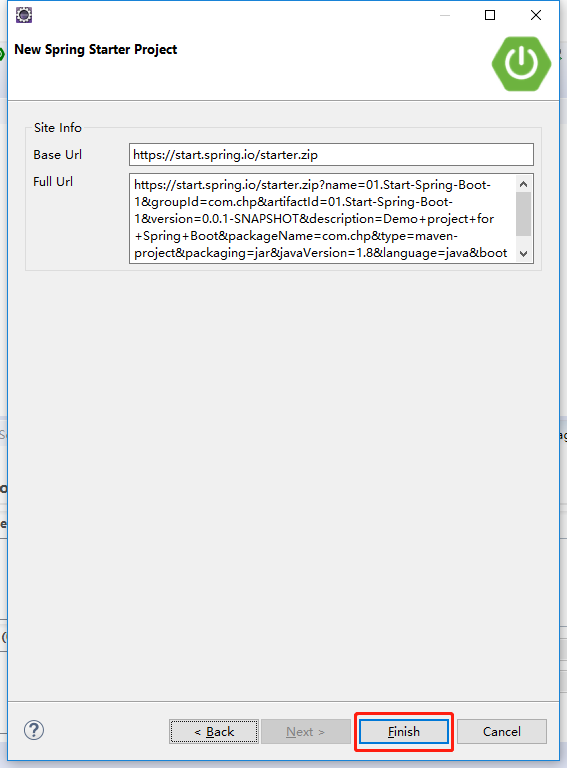 New Spring Starter Project
Site Info
Base Url
https://start.spring.io/starter.zip
Full Url
https://start.spring.io/starter.zip?name=01.Start-Spring-Boot-
1&groupId=com.chp&artifactId=01.Start-Spring-Boot-
1&version=0.0.1-SNAPSHOT&description=Demo+project+for
+Spring+Boot&packageName=com.chp&type=maven-
project&packaging=jar&javaVersion=1.8&language=java&boot
?
< Back
Next >
Finish
Cancel